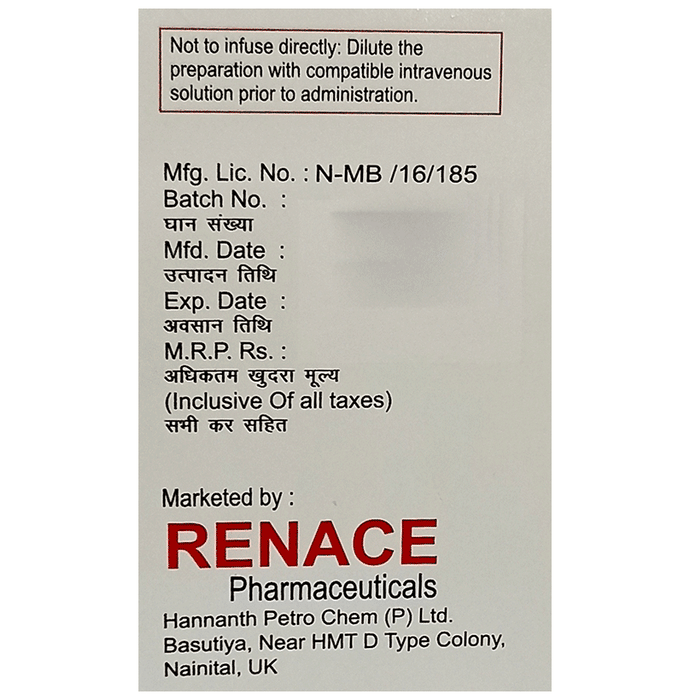 Not to infuse directly: Dilute the
preparation with compatible intravenous
solution prior to administration.
Mfg. Lic. No. : N-MB /16/185
Batch No. :
घान संख्या
Mfd. Date :
उत्पादन तिथि
Exp. Date :
अवसान तिथि
M.R.P. Rs. :
अधिकतम खुदरा मूल्य
(Inclusive Of all taxes)
सभी कर सहित
Marketed by :
RENACE
Pharmaceuticals
Hannanth Petro Chem (P) Ltd.
Basutiya, Near HMT D Type Colony,
Nainital, UK